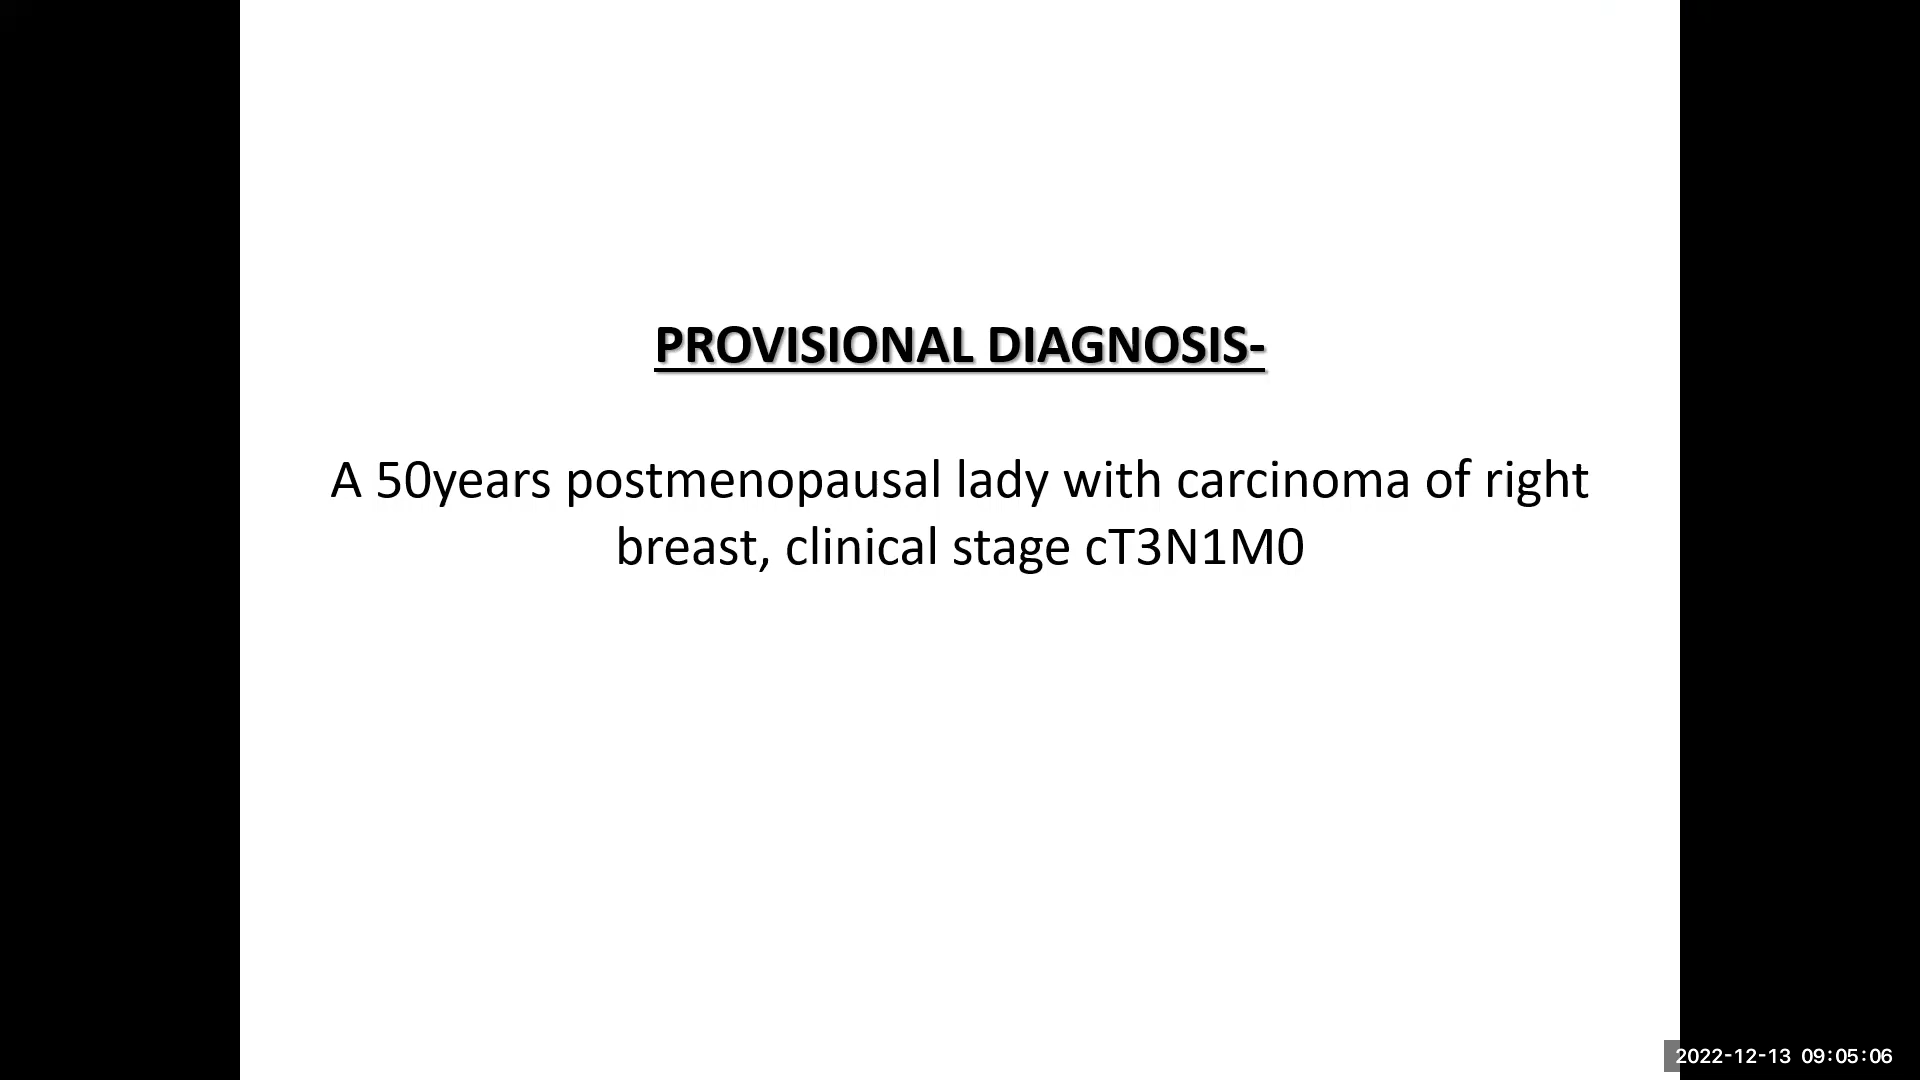 PROVISIONAL DIAGNOSIS-
A 50years postmenopausal lady with carcinoma of right
breast, clinical stage cT3N1M0
2022-12-13 09:05:06